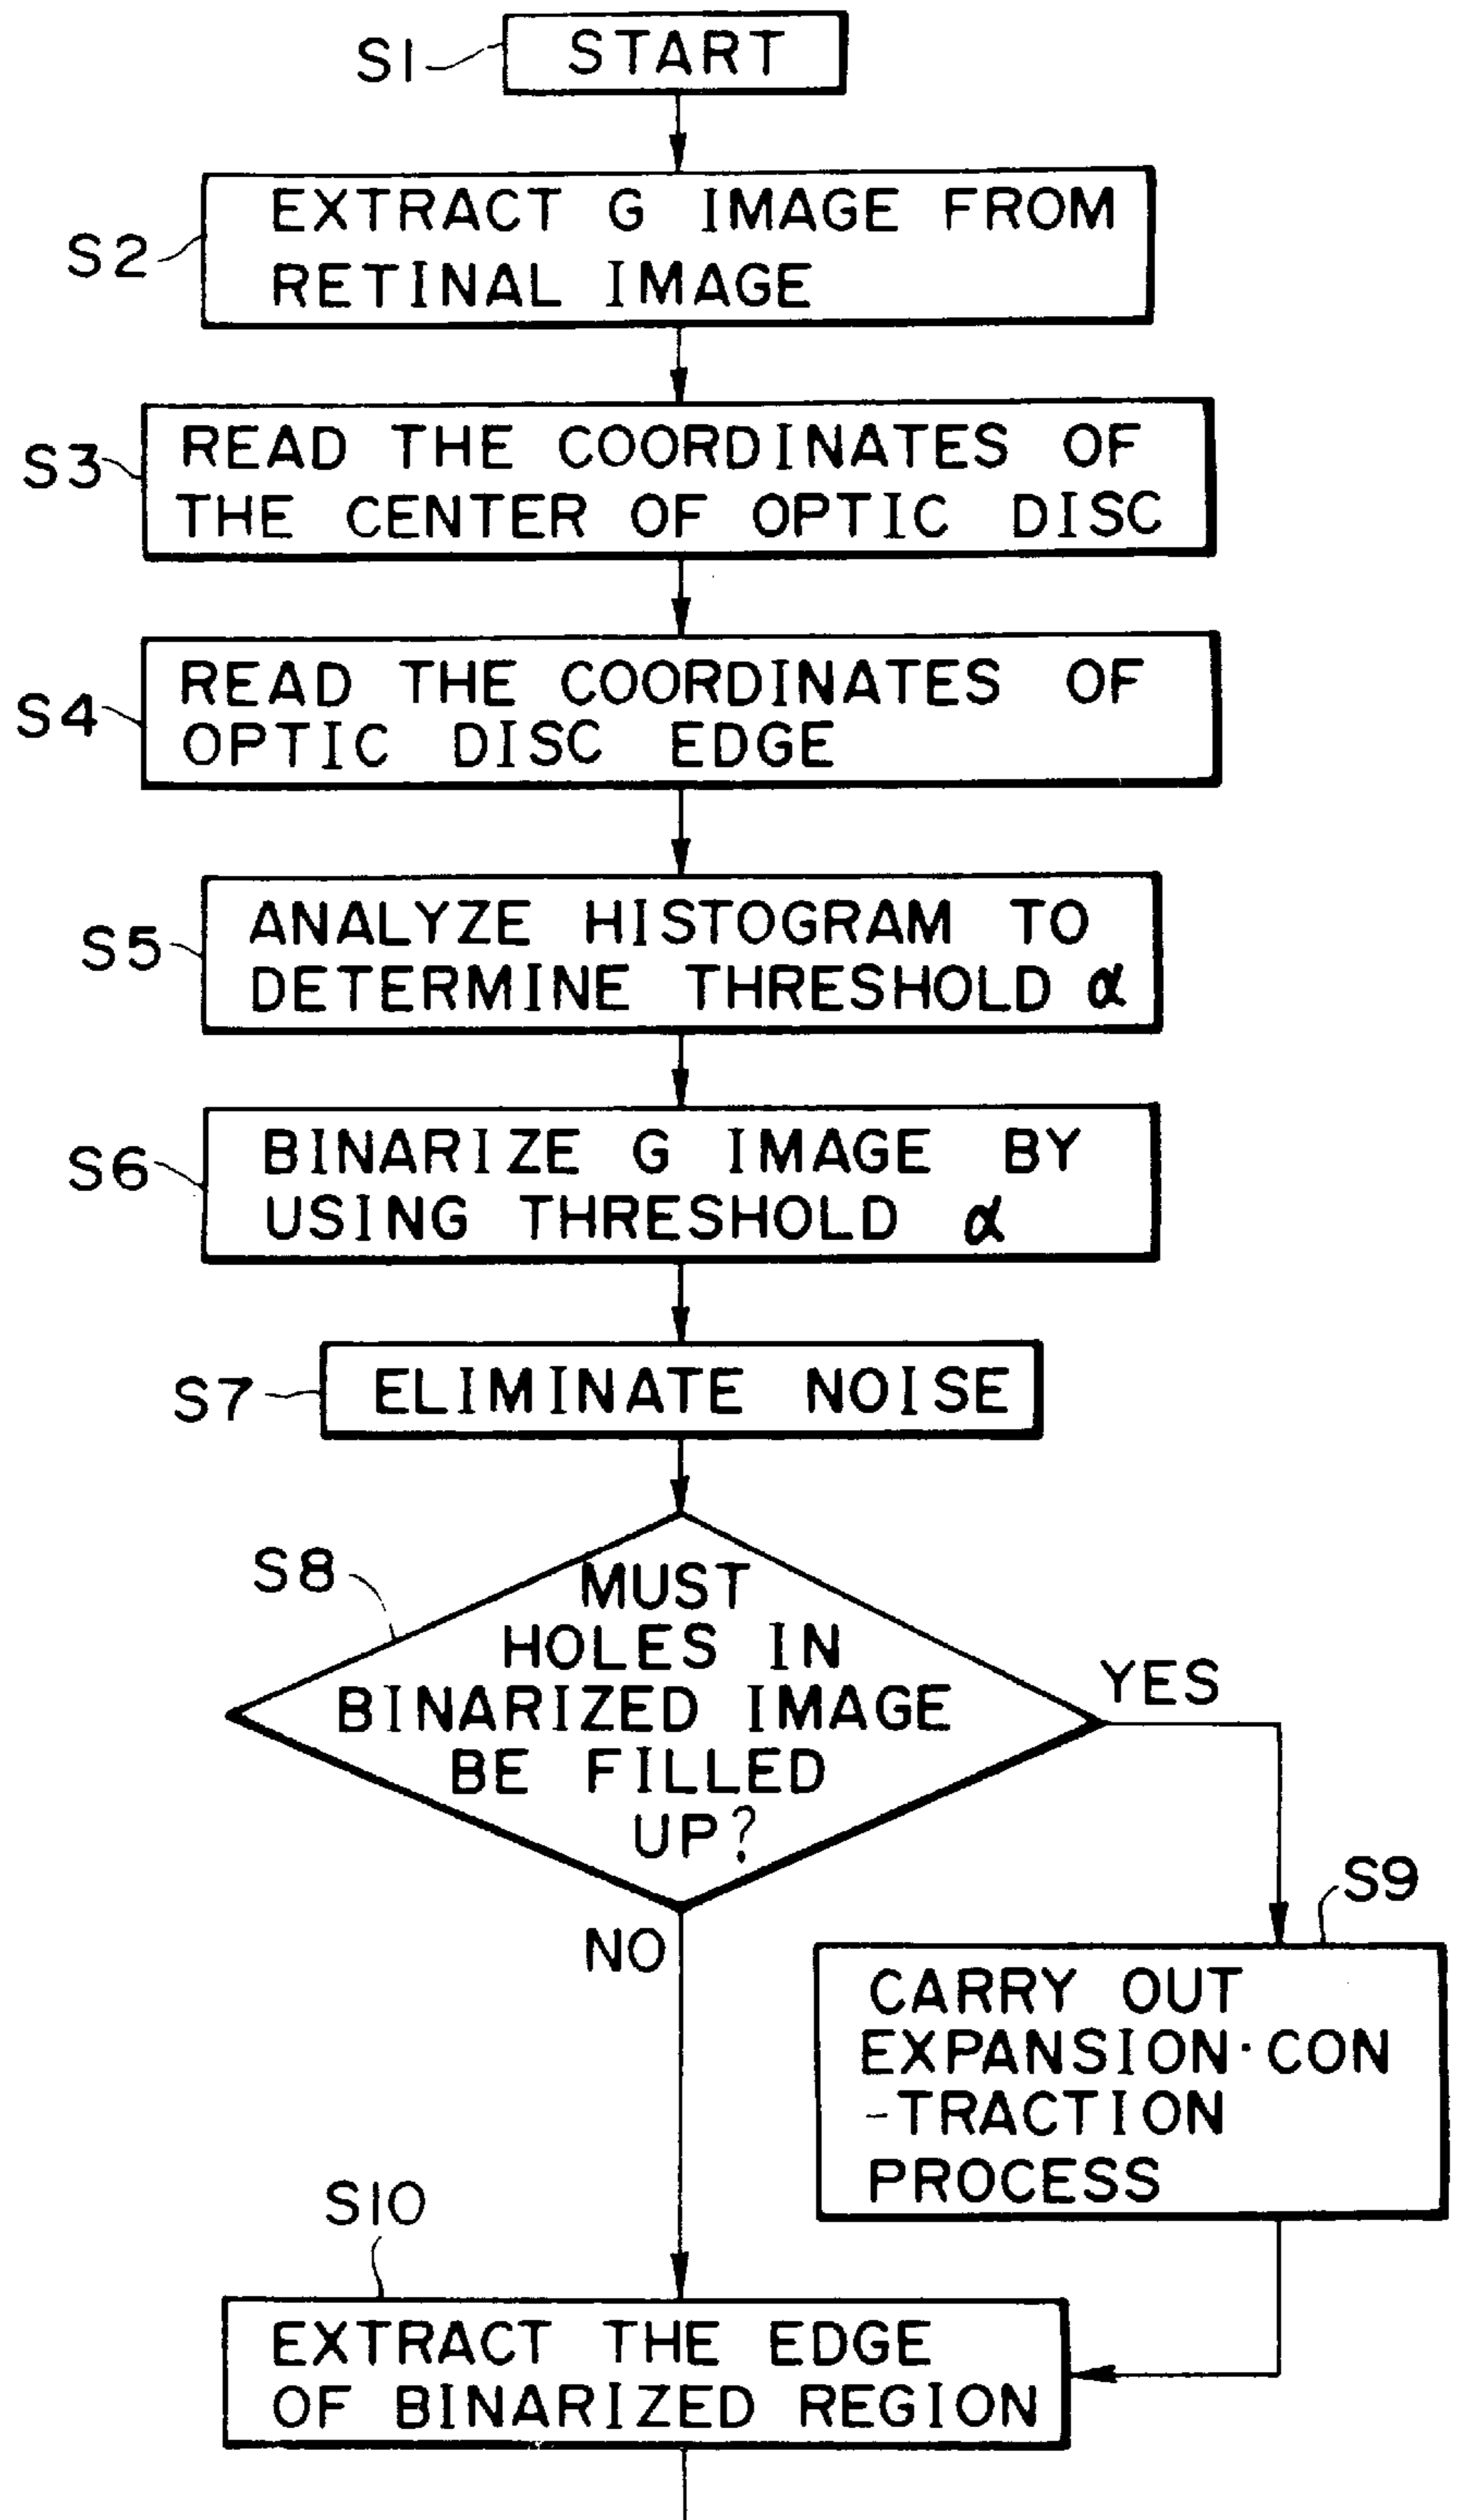 S1
START
S2
EXTRACT G IMAGE FROM
RETINAL IMAGE
S3
READ THE COORDINATES OF
THE CENTER OF OPTIC DISC
S4
READ THE COORDINATES OF
OPTIC DISC EDGE
S5
ANALYZE HISTOGRAM TO
DETERMINE THRESHOLD α
S6
BINARIZE G IMAGE BY
USING THRESHOLD α
S7
ELIMINATE NOISE
S8
MUST
HOLES IN
BINARIZED IMAGE
BE FILLED
UP?
YES
NO
S9
CARRY OUT
EXPANSION·CON
-TRACTION
PROCESS
S10
EXTRACT THE EDGE
OF BINARIZED REGION